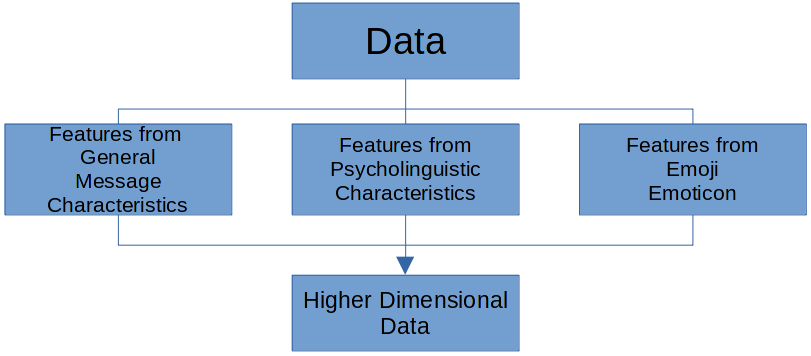 Data
Features from
General
Message
Characteristics
Features from
Psycholinguistic
Characteristics
Features from
Emoji
Emoticon
Higher Dimensional
Data